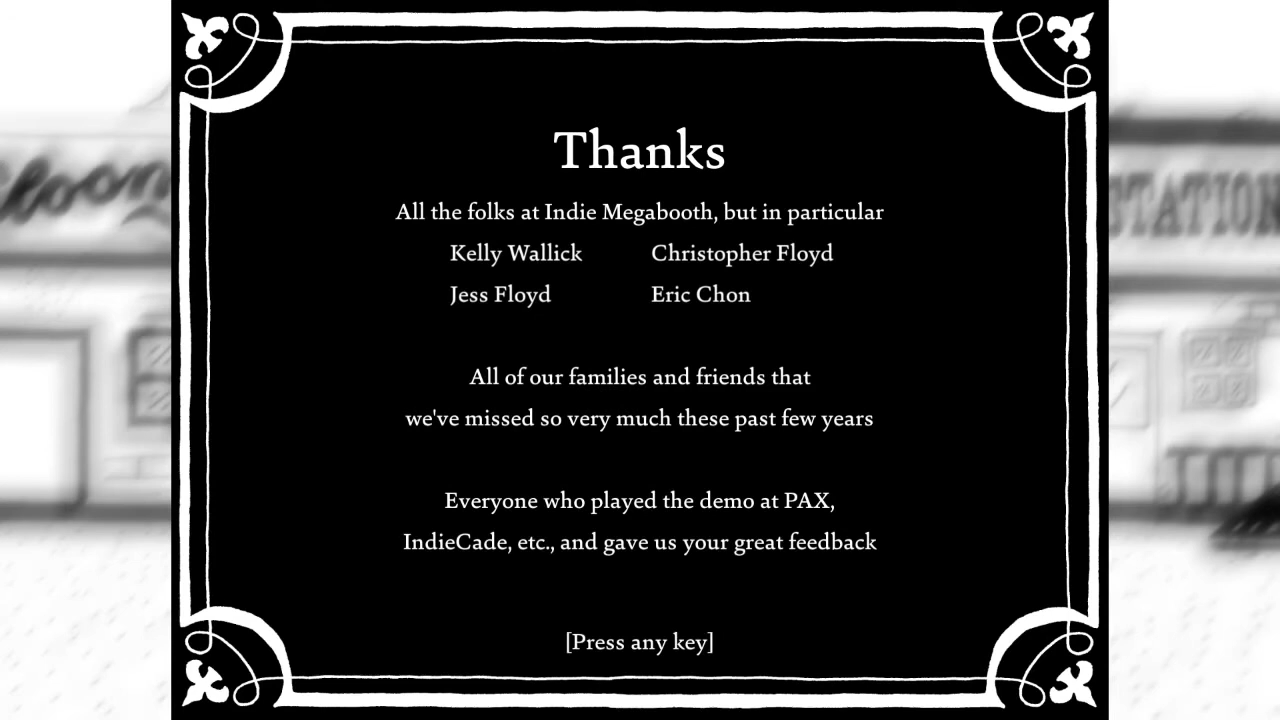 Thanks
All the folks at Indie Megabooth, but in particular
Kelly Wallick Christopher Floyd
Jess Floyd Eric Chon
All of our families and friends that
we've missed so very much these past few years
Everyone who played the demo at PAX,
IndieCade, etc., and gave us your great feedback
[Press any key]
loon
STATION